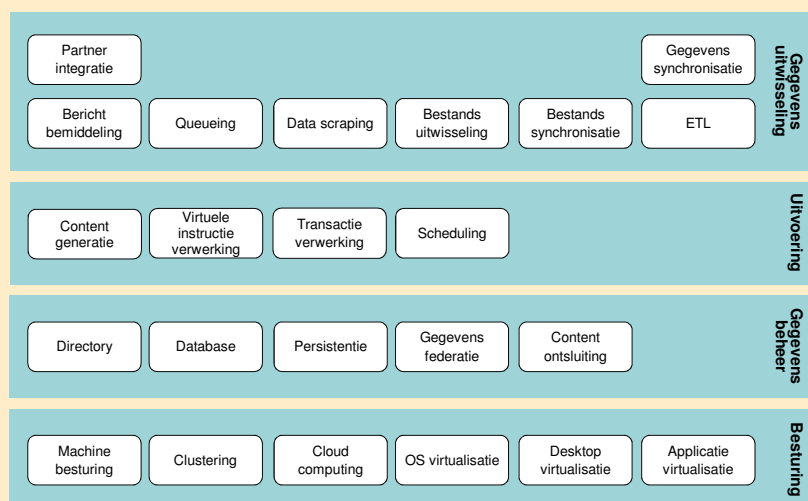 Partner
integratie
Gegevens
synchronisatie
Bericht
bemiddeling
Queueing
Data scraping
Bestands
uitwisseling
Bestands
synchronisatie
ETL
Gegevens
uitwisseling
Content
generatie
Virtuele
instructie
verwerking
Transactie
verwerking
Scheduling
Uitvoering
Directory
Database
Persistentie
Gegevens
federatie
Content
ontsluiting
Gegevens
beheer
Machine
besturing
Clustering
Cloud
computing
OS virtualisatie
Desktop
virtualisatie
Applicatie
virtualisatie
Besturing